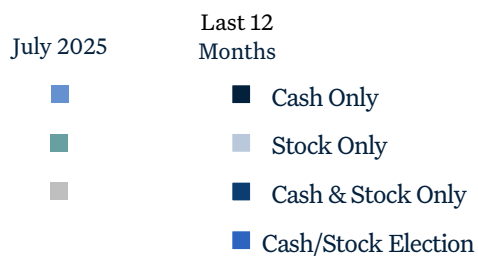 Last 12
July 2025 Months
Cash Only
Stock Only
Cash & Stock Only
Cash/Stock Election